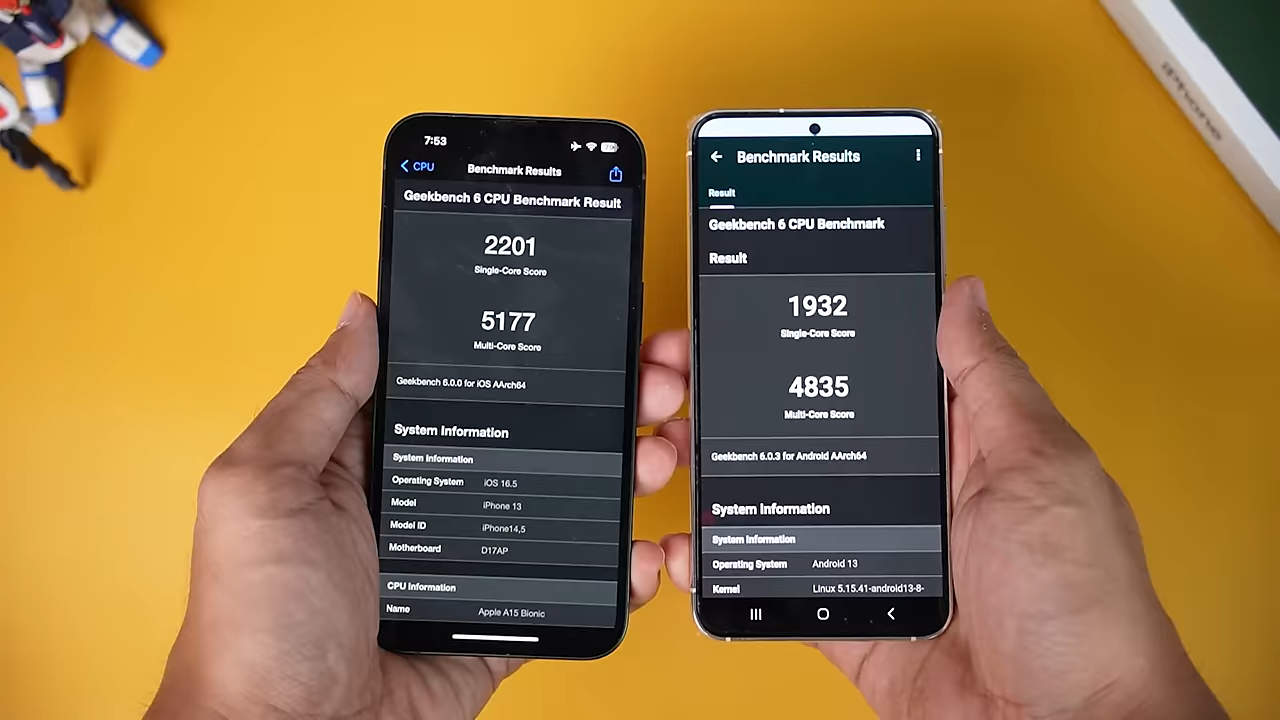 7:53
CPU
Benchmark Results
Geekbench 6 CPU Benchmark Result
2201
Single-Core Score
5177
Multi-Core Score
Geekbench 6.0.0 for iOS AArch64
System Information
System Information
Operating System iOS 16.5
Model iPhone 13
Model ID iPhone14,5
Motherboard D17AP
CPU Information
Name Apple A15 Bionic
Benchmark Results
Result
Geekbench 6 CPU Benchmark
Result
1932
Single-Core Score
4835
Multi-Core Score
Geekbench 6.0.3 for Android AArch64
System Information
System Information
Operating System Android 13
Kernel Linux 5.15.41-android13-8-
iPhone